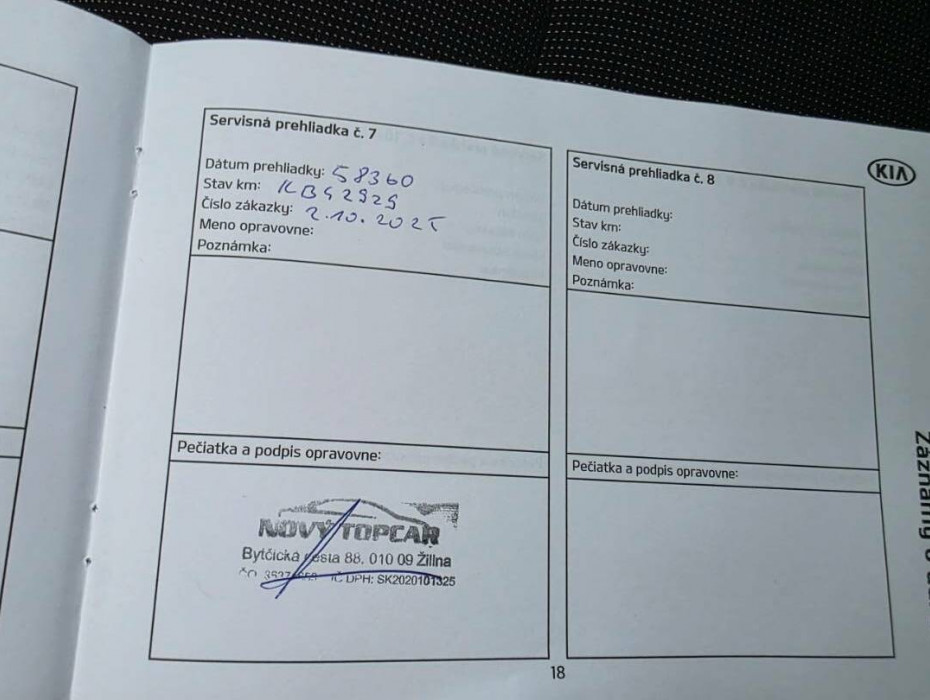 Servisná prehliadka č. 7
Dátum prehliadky: 58360
Stav km: KB42929
Číslo zákazky: 2.10.2025
Meno opravovne:
Poznámka:
Pečiatka a podpis opravovne:
NOVÝ TOPCAR
Bytčická cesta 88, 010 09 Žilina
IČ DPH: SK2020101325
Servisná prehliadka č. 8
Dátum prehliadky:
Stav km:
Číslo zákazky:
Meno opravovne:
Poznámka:
Pečiatka a podpis opravovne:
KIA
18